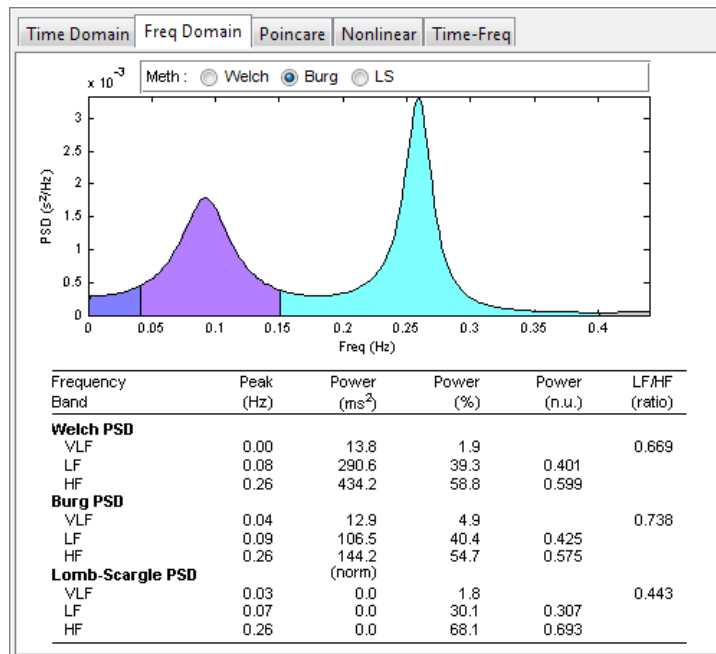 Time Domain Freq Domain Poincare Nonlinear Time-Freq
x 10^-3 Meth : Welch Burg LS
3
2.5
2
1.5
1
0.5
0
PSD (s²/Hz)
0 0.05 0.1 0.15 0.2 0.25 0.3 0.35 0.4
Freq (Hz)
Frequency Peak Power Power Power LF/HF
Band (Hz) (ms²) (%) (n.u.) (ratio)
Welch PSD
VLF 0.00 13.8 1.9 0.669
LF 0.08 290.6 39.3 0.401
HF 0.26 434.2 58.8 0.599
Burg PSD
VLF 0.04 12.9 4.9 0.738
LF 0.09 106.5 40.4 0.425
HF 0.26 144.2 54.7 0.575
Lomb-Scargle PSD (norm)
VLF 0.03 0.0 1.8 0.443
LF 0.07 0.0 30.1 0.307
HF 0.26 0.0 68.1 0.693